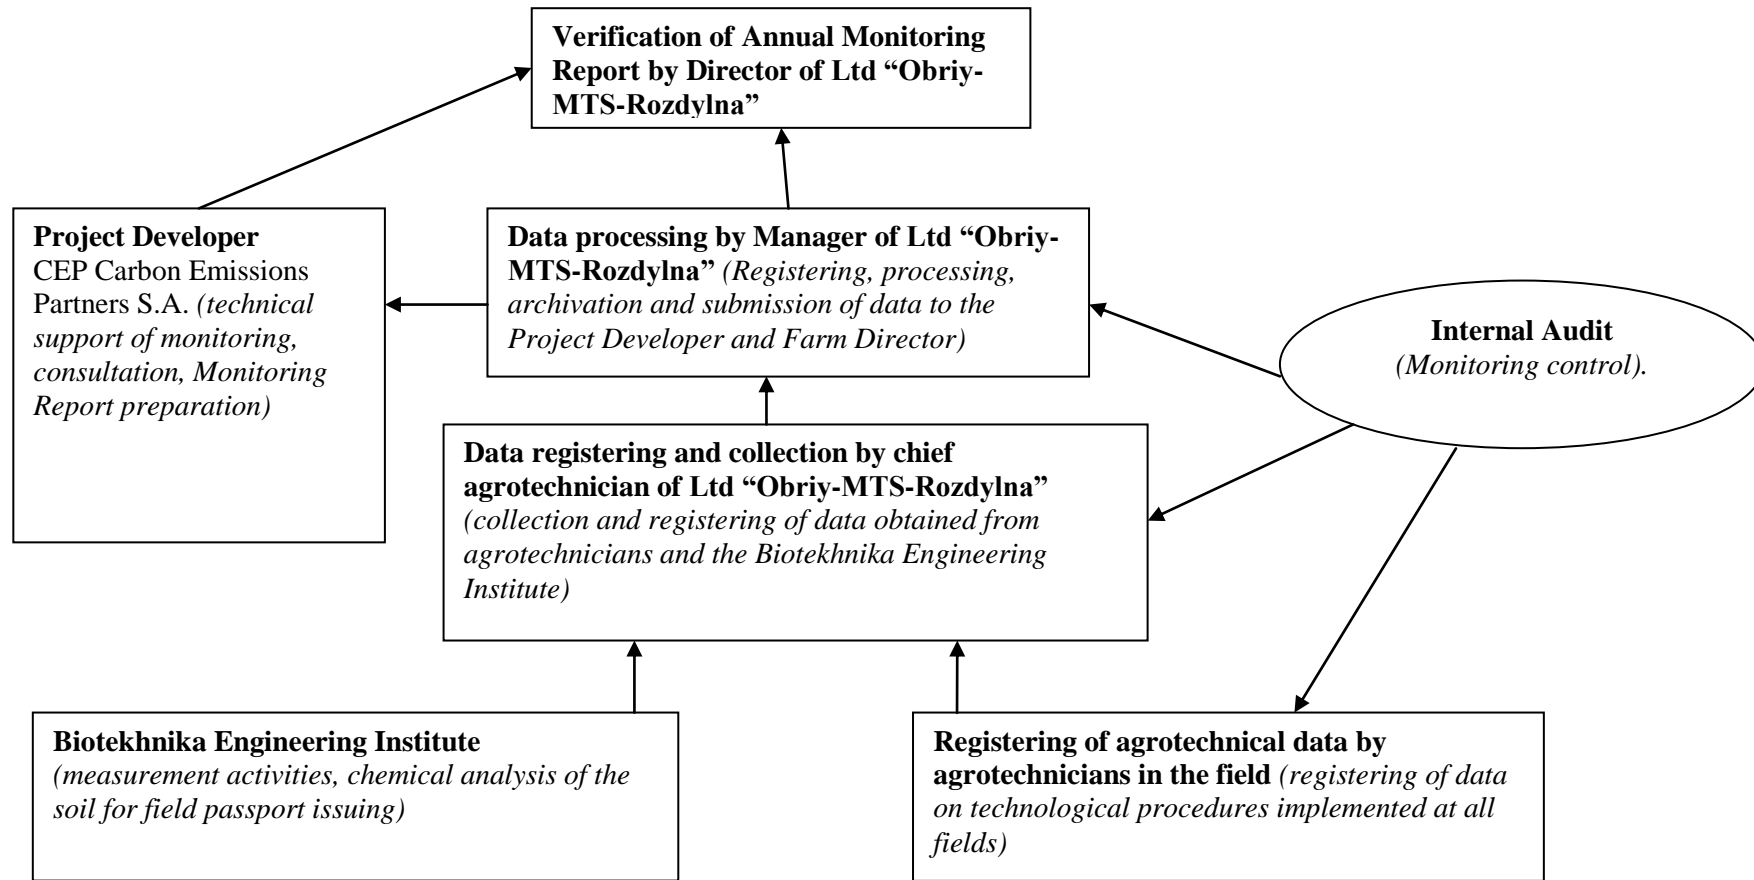 Verification of Annual Monitoring
Report by Director of Ltd “Obriy-
MTS-Rozdylna”
Project Developer
CEP Carbon Emissions
Partners S.A. (technical
support of monitoring,
consultation, Monitoring
Report preparation)
Data processing by Manager of Ltd “Obriy-
MTS-Rozdylna” (Registering, processing,
archivation and submission of data to the
Project Developer and Farm Director)
Internal Audit
(Monitoring control).
Data registering and collection by chief
agrotechnician of Ltd “Obriy-MTS-Rozdylna”
(collection and registering of data obtained from
agrotechnicians and the Biotekhnika Engineering
Institute)
Biotekhnika Engineering Institute
(measurement activities, chemical analysis of the
soil for field passport issuing)
Registering of agrotechnical data by
agrotechnicians in the field (registering of data
on technological procedures implemented at all
fields)